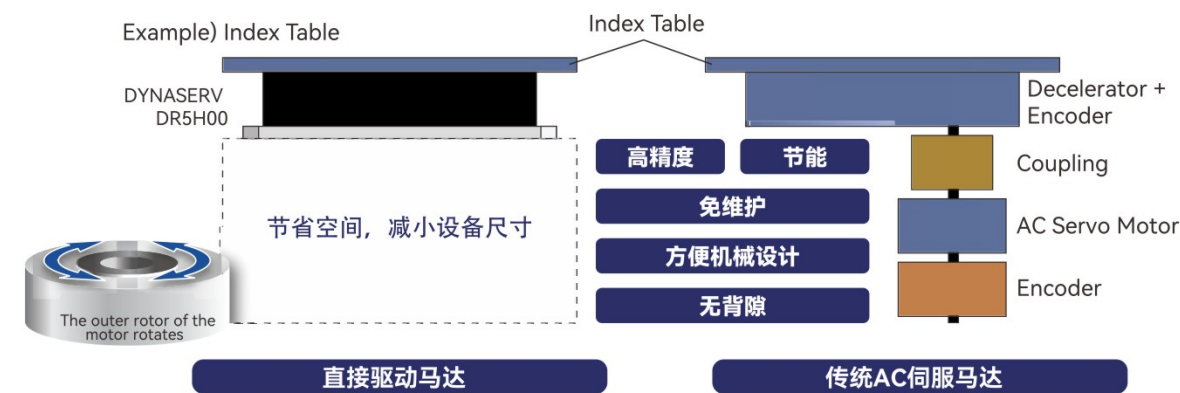 Example) Index Table
Index Table
DYNASERV
DR5H00
Decelerator +
Encoder
高精度
节能
Coupling
免维护
节省空间，减小设备尺寸
AC Servo Motor
方便机械设计
Encoder
无背隙
The outer rotor of the
motor rotates
直接驱动马达
传统AC伺服马达